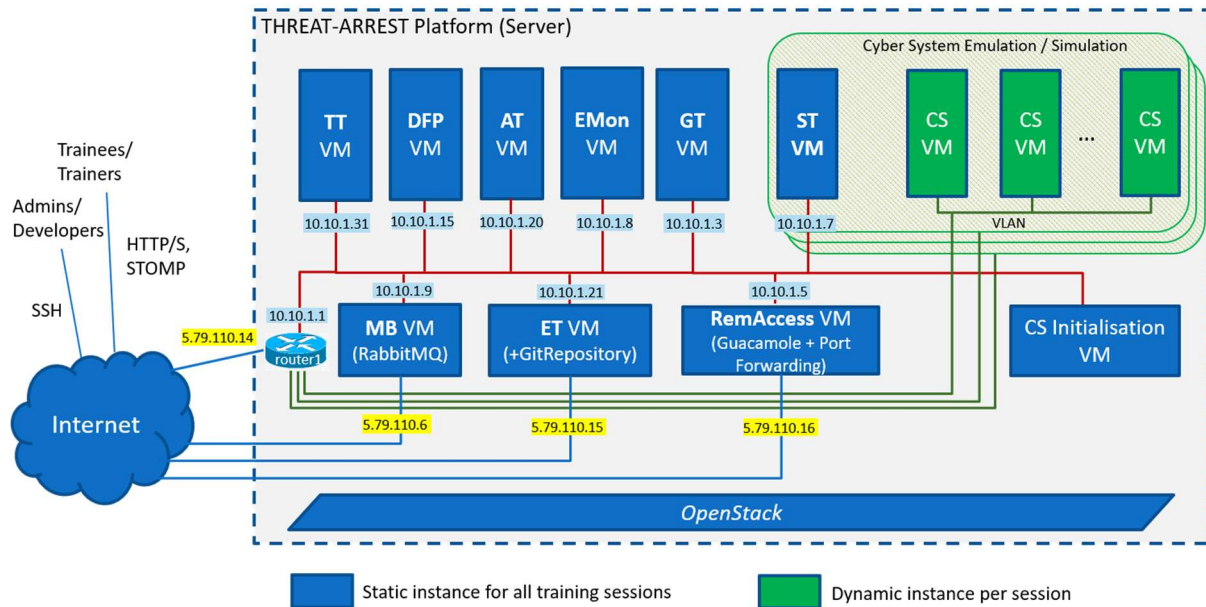 THREAT-ARREST Platform (Server)
Cyber System Emulation / Simulation
TT
VM
DFP
VM
AT
VM
EMon
VM
GT
VM
ST
VM
CS
VM
CS
VM
...
CS
VM
Trainees/
Trainers
Admins/
Developers
HTTP/S,
STOMP
SSH
10.10.1.31
10.10.1.15
10.10.1.20
10.10.1.8
10.10.1.3
10.10.1.7
VLAN
10.10.1.9
10.10.1.21
10.10.1.5
10.10.1.1
5.79.110.14
router1
MB VM
(RabbitMQ)
ET VM
(+GitRepository)
RemAccess VM
(Guacamole + Port
Forwarding)
CS Initialisation
VM
Internet
5.79.110.6
5.79.110.15
5.79.110.16
OpenStack
Static instance for all training sessions
Dynamic instance per session